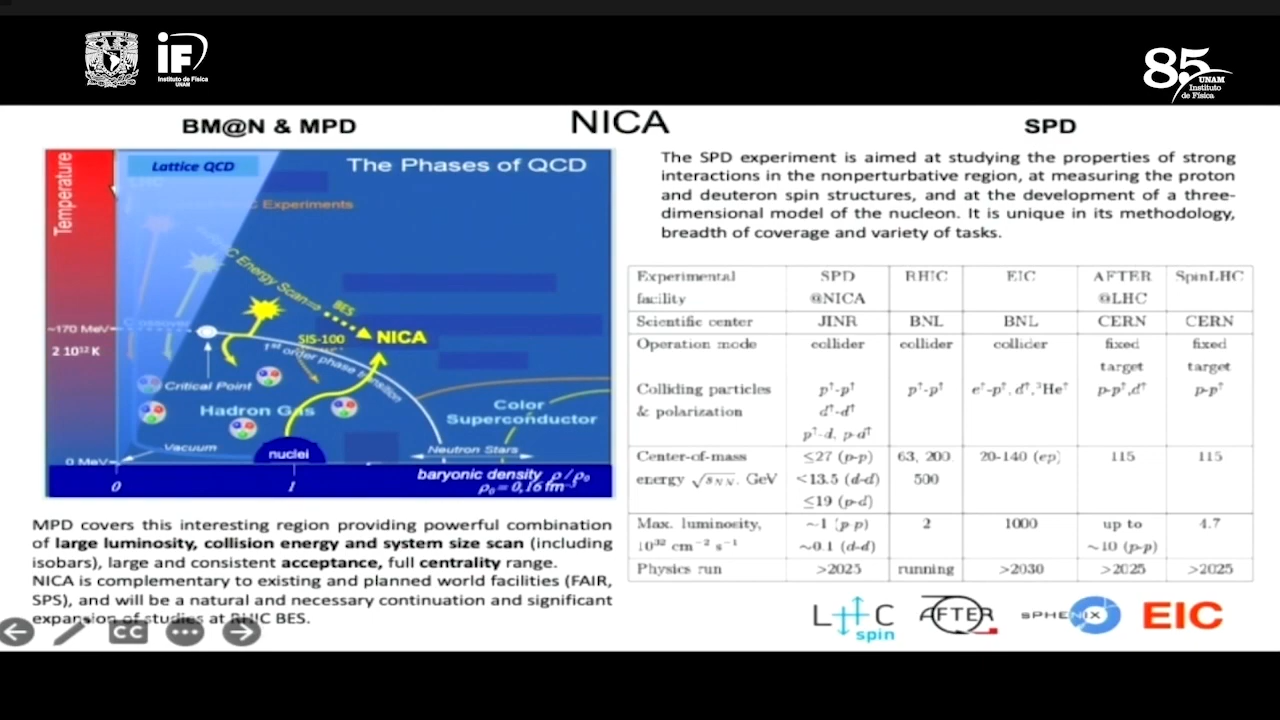 iF
Instituto de Física
UNAM
85
UNAM
Instituto
de Física
NICA
BM@N & MPD
SPD
Temperature
Lattice QCD
The Phases of QCD
Experiments
C Energy Scan=>
BES
NICA
SIS-100
1st order phase transition
~170 MeV
Crossover
2 10¹² K
Critical Point
Hadron Gas
Color
Superconductor
Vacuum
nuclei
Neutron Stars
0 MeV
baryonic density ρ/ρ₀
0
1
ρ₀ = 0,16 fm⁻³
MPD covers this interesting region providing powerful combination
of large luminosity, collision energy and system size scan (including
isobars), large and consistent acceptance, full centrality range.
NICA is complementary to existing and planned world facilities (FAIR,
SPS), and will be a natural and necessary continuation and significant
expansion of studies at RHIC BES.
CC
The SPD experiment is aimed at studying the properties of strong
interactions in the nonperturbative region, at measuring the proton
and deuteron spin structures, and at the development of a three-
dimensional model of the nucleon. It is unique in its methodology,
breadth of coverage and variety of tasks.
Experimental SPD RHIC EIC AFTER SpinLHC
facility @NICA @LHC
Scientific center JINR BNL BNL CERN CERN
Operation mode collider collider collider fixed fixed
target target
Colliding particles p↑-p↑ p↑-p↑ e↑-p↑, d↑, ³He↑ p-p↑,d↑ p-p↑
& polarization d↑-d↑
p↑-d, p-d↑
Center-of-mass ≤27 (p-p) 63, 200, 20-140 (ep) 115 115
energy √sNN, GeV ≤13.5 (d-d) 500
≤19 (p-d)
Max. luminosity, ~1 (p-p) 2 1000 up to 4.7
10³² cm⁻² s⁻¹ ~0.1 (d-d) ~10 (p-p)
Physics run >2025 running >2030 >2025 >2025
LHC
spin
AFTER
SPHENIX
EIC